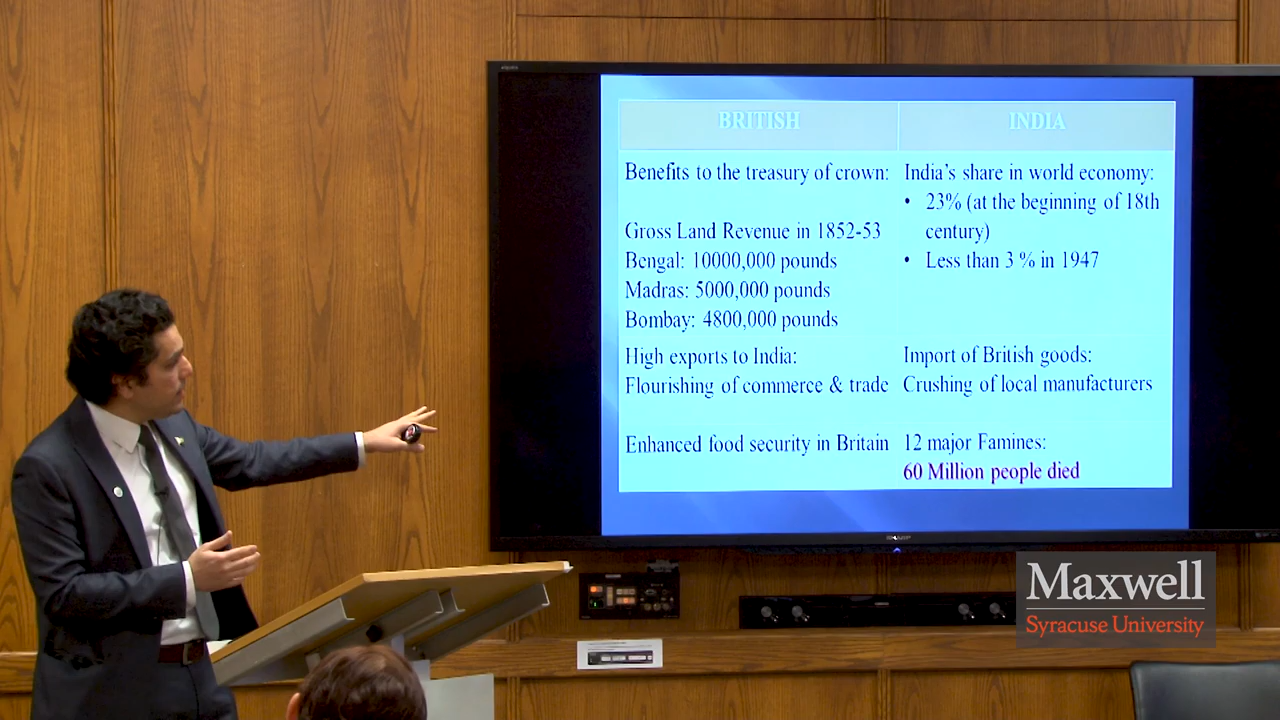 BRITISH
INDIA
Benefits to the treasury of crown:
Gross Land Revenue in 1852-53
Bengal: 10000,000 pounds
Madras: 5000,000 pounds
Bombay: 4800,000 pounds
India's share in world economy:
• 23% (at the beginning of 18th
century)
• Less than 3 % in 1947
High exports to India:
Flourishing of commerce & trade
Import of British goods:
Crushing of local manufacturers
Enhanced food security in Britain
12 major Famines:
60 Million people died
SHARP
Maxwell
Syracuse University